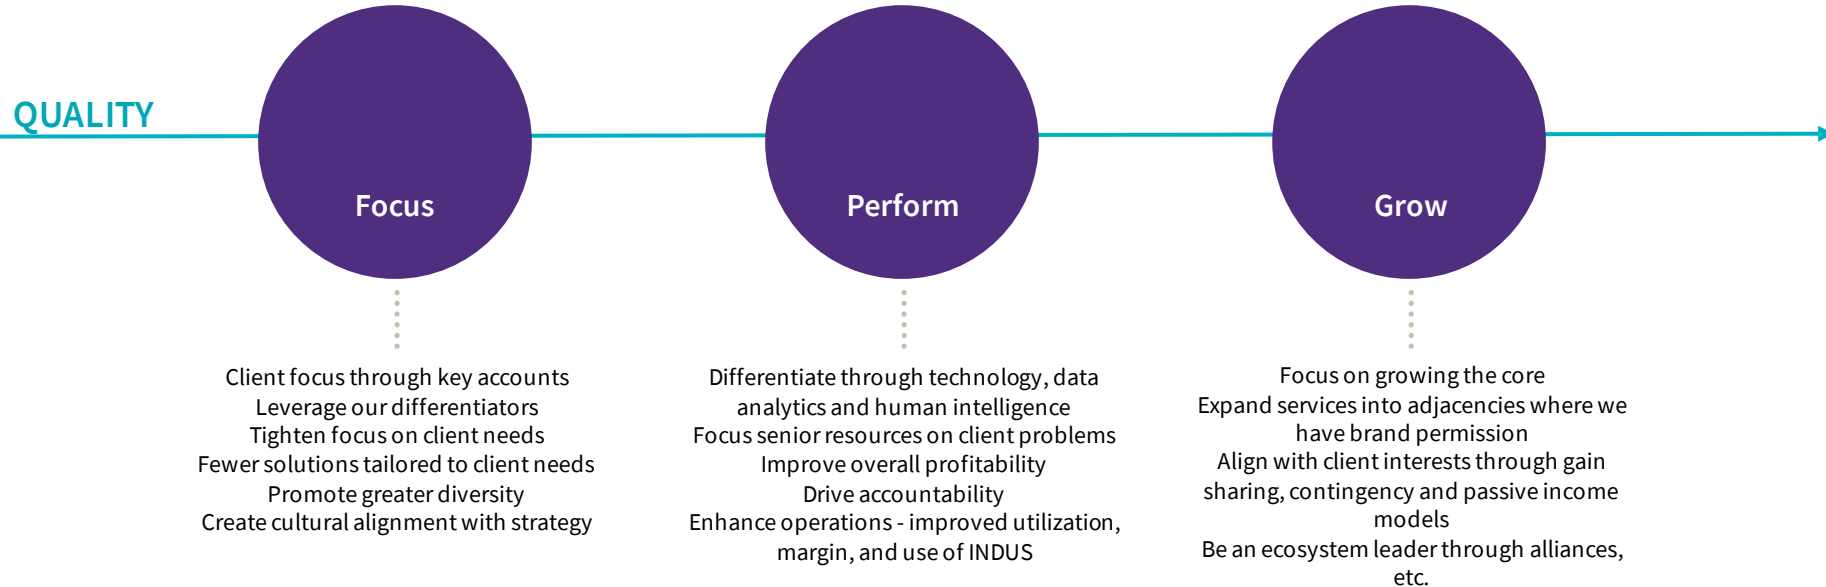 QUALITY
Focus
Client focus through key accounts
Leverage our differentiators
Tighten focus on client needs
Fewer solutions tailored to client needs
Promote greater diversity
Create cultural alignment with strategy
Perform
Differentiate through technology, data
analytics and human intelligence
Focus senior resources on client problems
Improve overall profitability
Drive accountability
Enhance operations - improved utilization,
margin, and use of INDUS
Grow
Focus on growing the core
Expand services into adjacencies where we
have brand permission
Align with client interests through gain
sharing, contingency and passive income
models
Be an ecosystem leader through alliances,
etc.